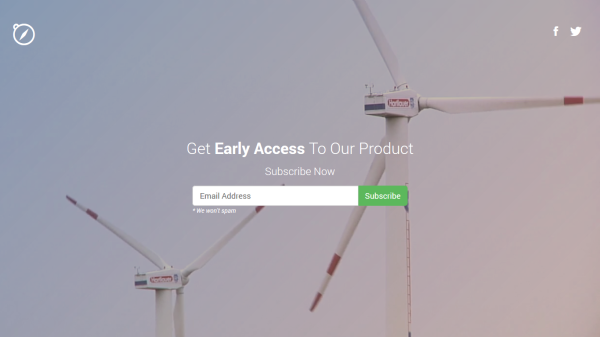 Get Early Access To Our Product
Subscribe Now
Email Address
Subscribe
* We won't spam